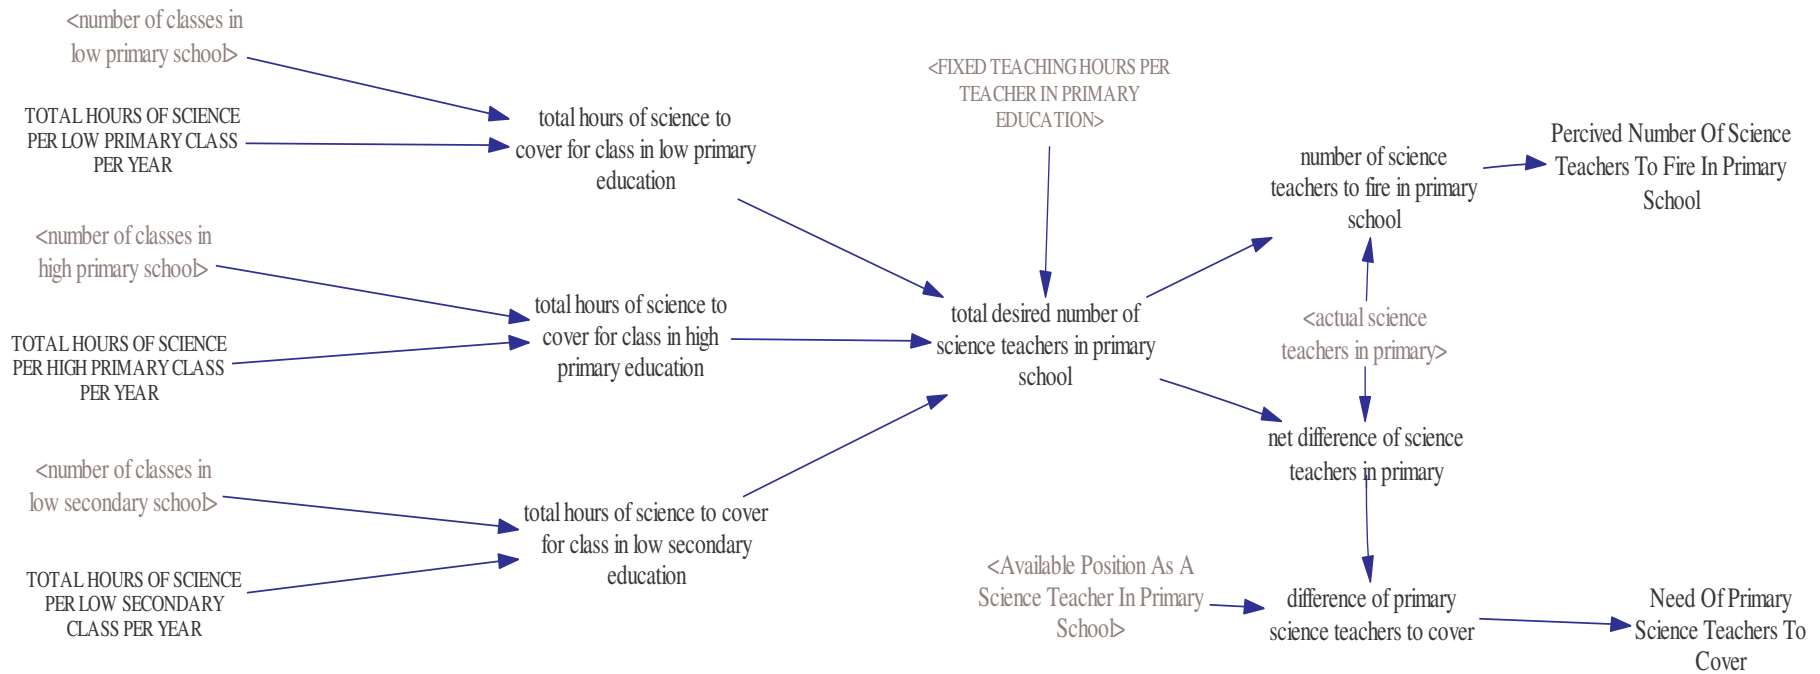 <number of classes in
low primary school>
TOTAL HOURS OF SCIENCE
PER LOW PRIMARY CLASS
PER YEAR
<number of classes in
high primary school>
TOTAL HOURS OF SCIENCE
PER HIGH PRIMARY CLASS
PER YEAR
<number of classes in
low secondary school>
TOTAL HOURS OF SCIENCE
PER LOW SECONDARY
CLASS PER YEAR
total hours of science to
cover for class in low primary
education
total hours of science to
cover for class in high
primary education
total hours of science to cover
for class in low secondary
education
<FIXED TEACHING HOURS PER
TEACHER IN PRIMARY
EDUCATION>
total desired number of
science teachers in primary
school
<Available Position As A
Science Teacher In Primary
School>
number of science
teachers to fire in primary
school
<actual science
teachers in primary>
net difference of science
teachers in primary
difference of primary
science teachers to cover
Percived Number Of Science
Teachers To Fire In Primary
School
Need Of Primary
Science Teachers To
Cover